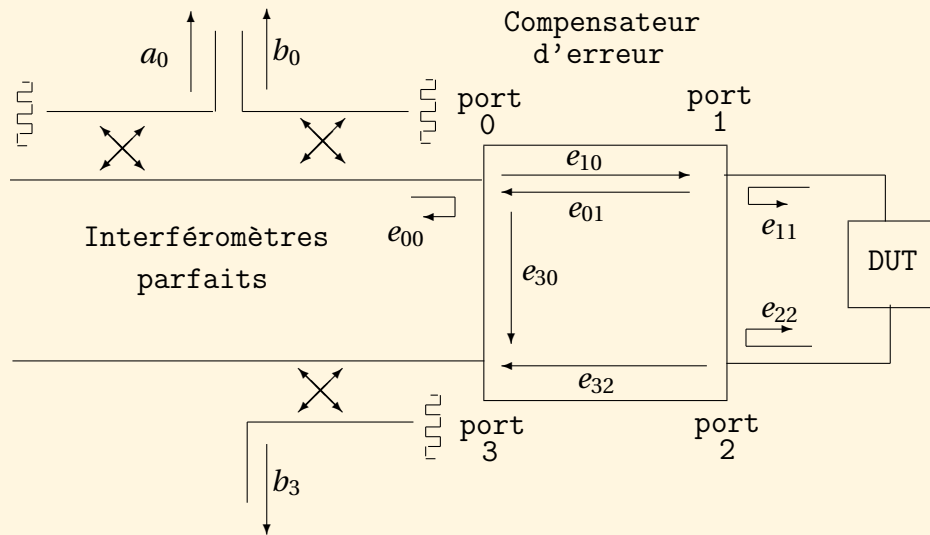 Compensateur
d'erreur
a0
b0
port
0
port
1
e10
e01
e00
e11
Interféromètres
parfaits
e30
DUT
e22
e32
port
3
port
2
b3